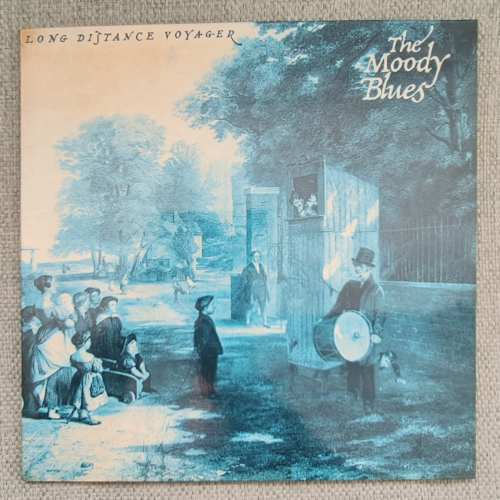 LONG DISTANCE VOYAGER
The
Moody
Blues